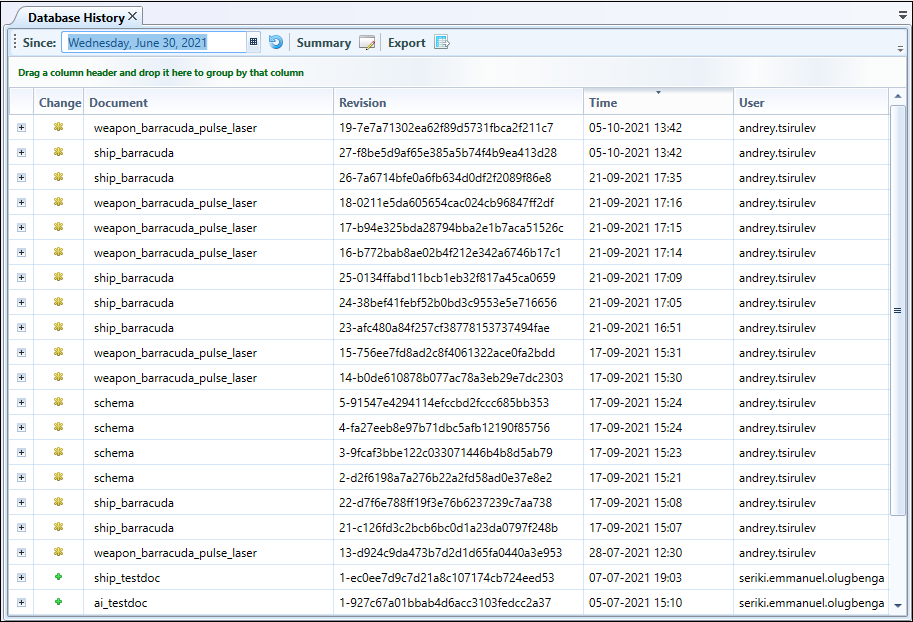 Database History
Since: Wednesday, June 30, 2021 Summary Export
Drag a column header and drop it here to group by that column
Change Document Revision Time User
weapon_barracuda_pulse_laser 19-7e7a71302ea62f89d5731fbca2f211c7 05-10-2021 13:42 andrey.tsirulev
ship_barracuda 27-f8be5d9af65e385a5b74f4b9ea413d28 05-10-2021 13:42 andrey.tsirulev
ship_barracuda 26-7a6714bfe0a6fb634d0df2f2089f86e8 21-09-2021 17:35 andrey.tsirulev
weapon_barracuda_pulse_laser 18-0211e5da605654cac024cb96847ff2df 21-09-2021 17:16 andrey.tsirulev
weapon_barracuda_pulse_laser 17-b94e325bda28794bba2e1b7aca51526c 21-09-2021 17:15 andrey.tsirulev
weapon_barracuda_pulse_laser 16-b772bab8ae02b4f212e342a6746b17c1 21-09-2021 17:14 andrey.tsirulev
ship_barracuda 25-0134ffabd11bcb1eb32f817a45ca0659 21-09-2021 17:09 andrey.tsirulev
ship_barracuda 24-38bef41febf52b0bd3c9553e5e716656 21-09-2021 17:05 andrey.tsirulev
ship_barracuda 23-afc480a84f257cf38778153737494fae 21-09-2021 16:51 andrey.tsirulev
weapon_barracuda_pulse_laser 15-756ee7fd8ad2c8f4061322ace0fa2bdd 17-09-2021 15:31 andrey.tsirulev
weapon_barracuda_pulse_laser 14-b0de610878b077ac78a3eb29e7dc2303 17-09-2021 15:30 andrey.tsirulev
schema 5-91547e4294114efccbd2fccc685bb353 17-09-2021 15:24 andrey.tsirulev
schema 4-fa27eeb8e97b71dbc5afb12190f85756 17-09-2021 15:24 andrey.tsirulev
schema 3-9fcaf3bbe122c033071446b4b8d5ab79 17-09-2021 15:23 andrey.tsirulev
schema 2-d2f6198a7a276b22a2fd58ad0e37e8e2 17-09-2021 15:21 andrey.tsirulev
ship_barracuda 22-d7f6e788ff19f3e76b6237239c7aa738 17-09-2021 15:08 andrey.tsirulev
ship_barracuda 21-c126fd3c2bcb6bc0d1a23da0797f248b 17-09-2021 15:07 andrey.tsirulev
weapon_barracuda_pulse_laser 13-d924c9da473b7d2d1d65fa0440a3e953 28-07-2021 12:30 andrey.tsirulev
ship_testdoc 1-ec0ee7d9c7d21a8c107174cb724eed53 07-07-2021 19:03 seriki.emmanuel.olugbenga
ai_testdoc 1-927c67a01bbab4d6acc3103fedcc2a37 05-07-2021 15:10 seriki.emmanuel.olugbenga